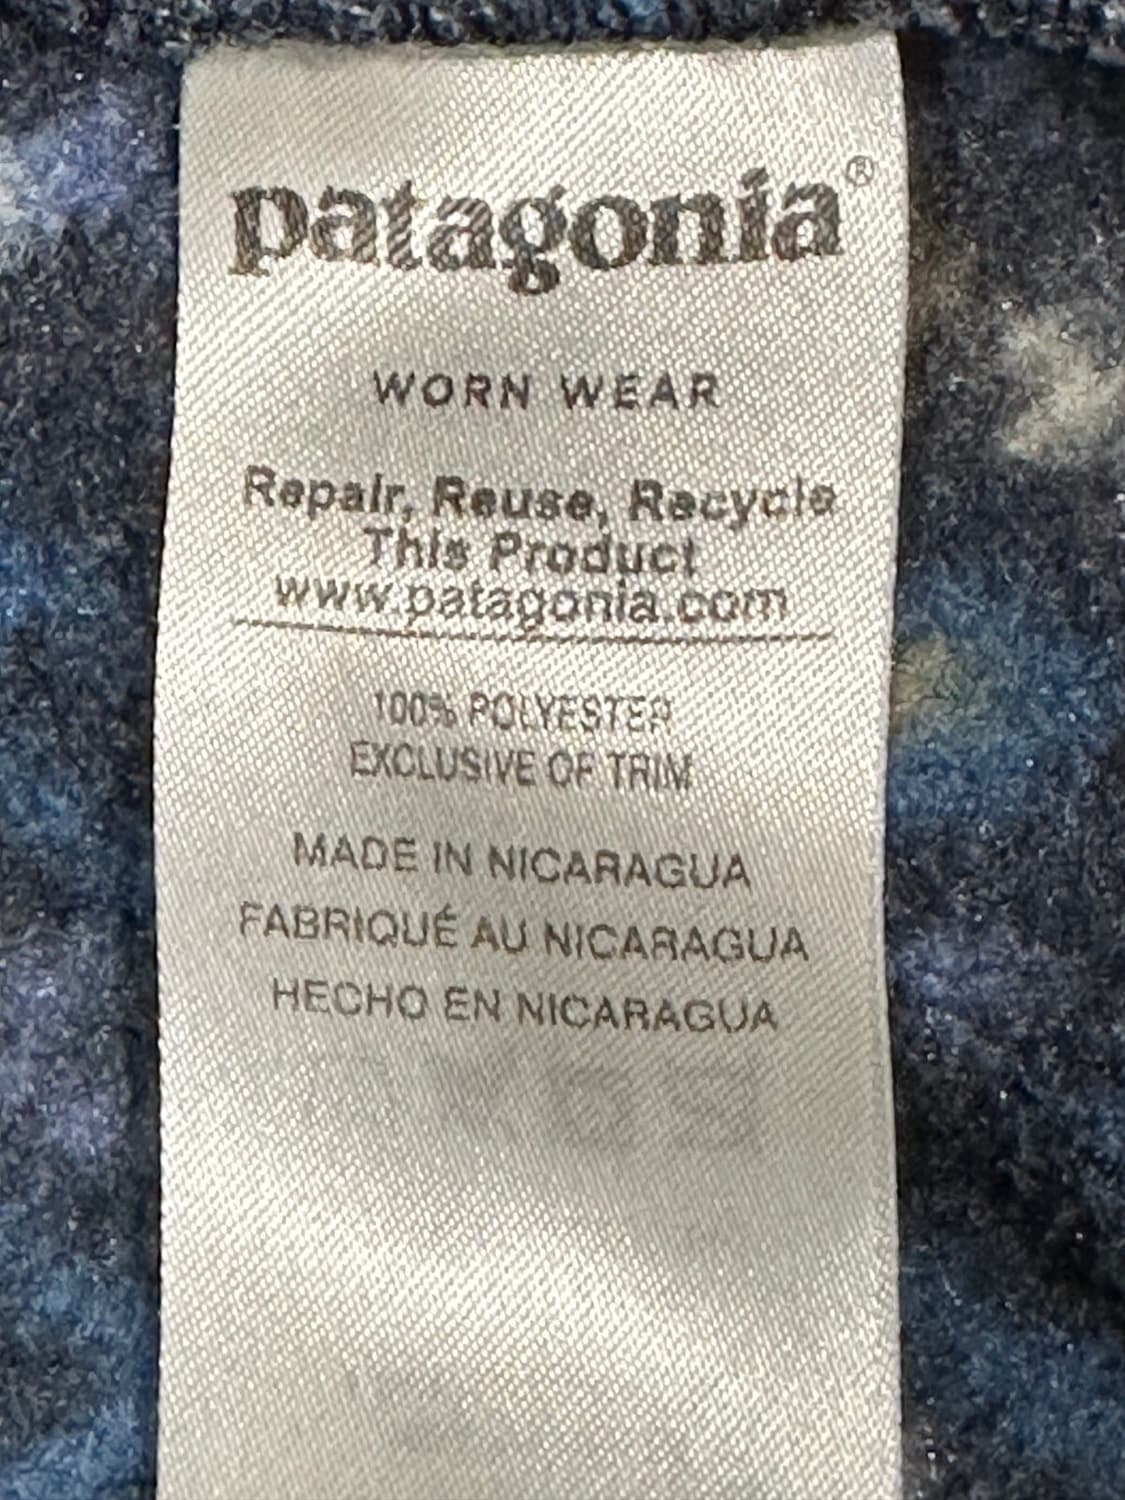 patagonia®
WORN WEAR
Repair, Reuse, Recycle
This Product
www.patagonia.com
100% POLYESTER
EXCLUSIVE OF TRIM
MADE IN NICARAGUA
FABRIQUÉ AU NICARAGUA
HECHO EN NICARAGUA